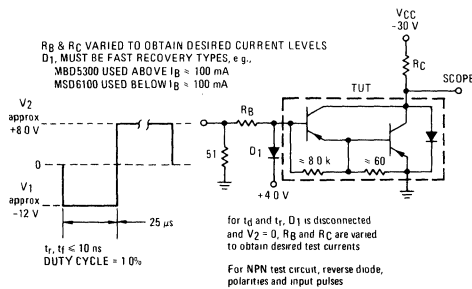 RB & RC VARIED TO OBTAIN DESIRED CURRENT LEVELS
D1, MUST BE FAST RECOVERY TYPES, e.g.,
MBD5300 USED ABOVE IB ≈ 100 mA
MSD6100 USED BELOW IB ≈ 100 mA
VCC
-30 V
RC
SCOPE
TUT
V2
approx
+8.0 V
0
V1
approx
-12 V
25 µs
tr, tf ≤ 10 ns
DUTY CYCLE = 1.0%
RB
51
D1
+4.0 V
≈ 8.0 k
≈ 60
for td and tr, D1 is disconnected
and V2 = 0, RB and RC are varied
to obtain desired test currents
For NPN test circuit, reverse diode,
polarities and input pulses